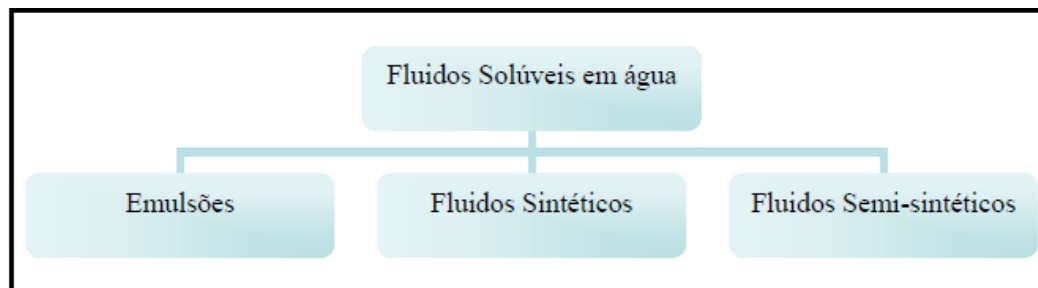 Fluidos Solúveis em água
Emulsões
Fluidos Sintéticos
Fluidos Semi-sintéticos